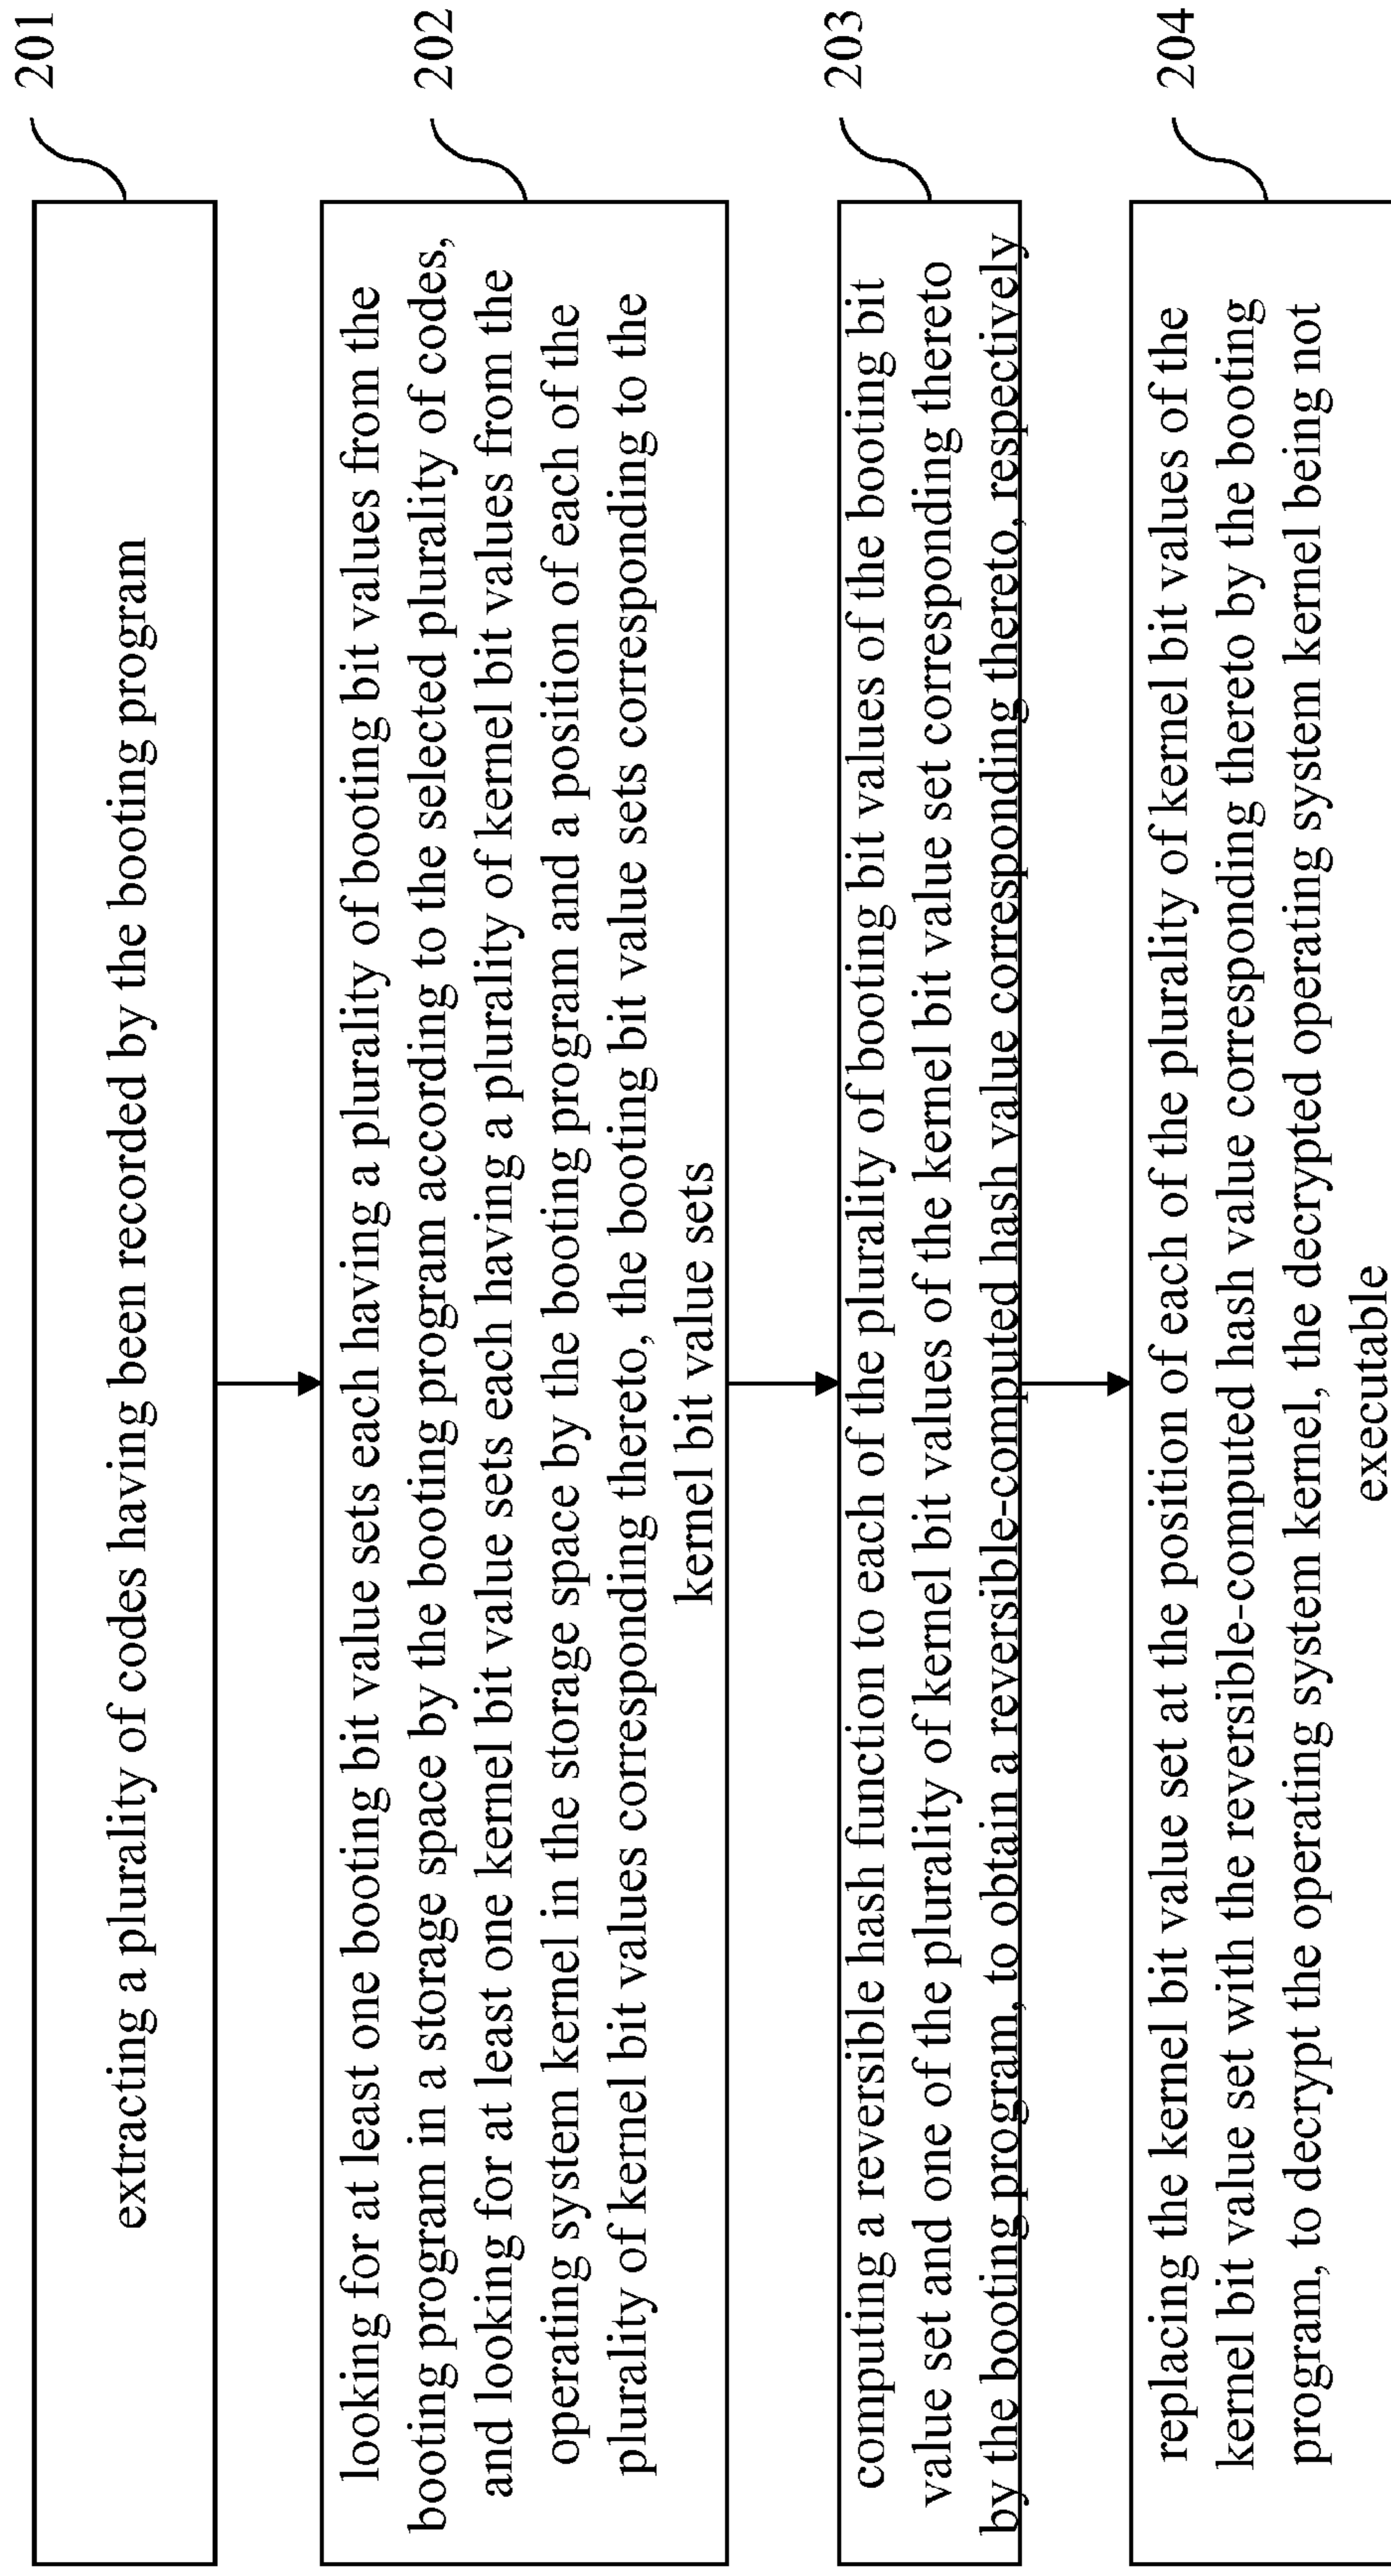 201
extracting a plurality of codes having been recorded by the booting program
202
looking for at least one booting bit value sets each having a plurality of booting bit values from the
booting program in a storage space by the booting program according to the selected plurality of codes,
and looking for at least one kernel bit value sets each having a plurality of kernel bit values from the
operating system kernel in the storage space by the booting program and a position of each of the
plurality of kernel bit values corresponding thereto, the booting bit value sets corresponding to the
kernel bit value sets
203
computing a reversible hash function to each of the plurality of booting bit values of the booting bit
value set and one of the plurality of kernel bit values of the kernel bit value set corresponding thereto
by the booting program, to obtain a reversible-computed hash value corresponding thereto, respectively
204
replacing the kernel bit value set at the position of each of the plurality of kernel bit values of the
kernel bit value set with the reversible-computed hash value corresponding thereto by the booting
program, to decrypt the operating system kernel, the decrypted operating system kernel being not
executable